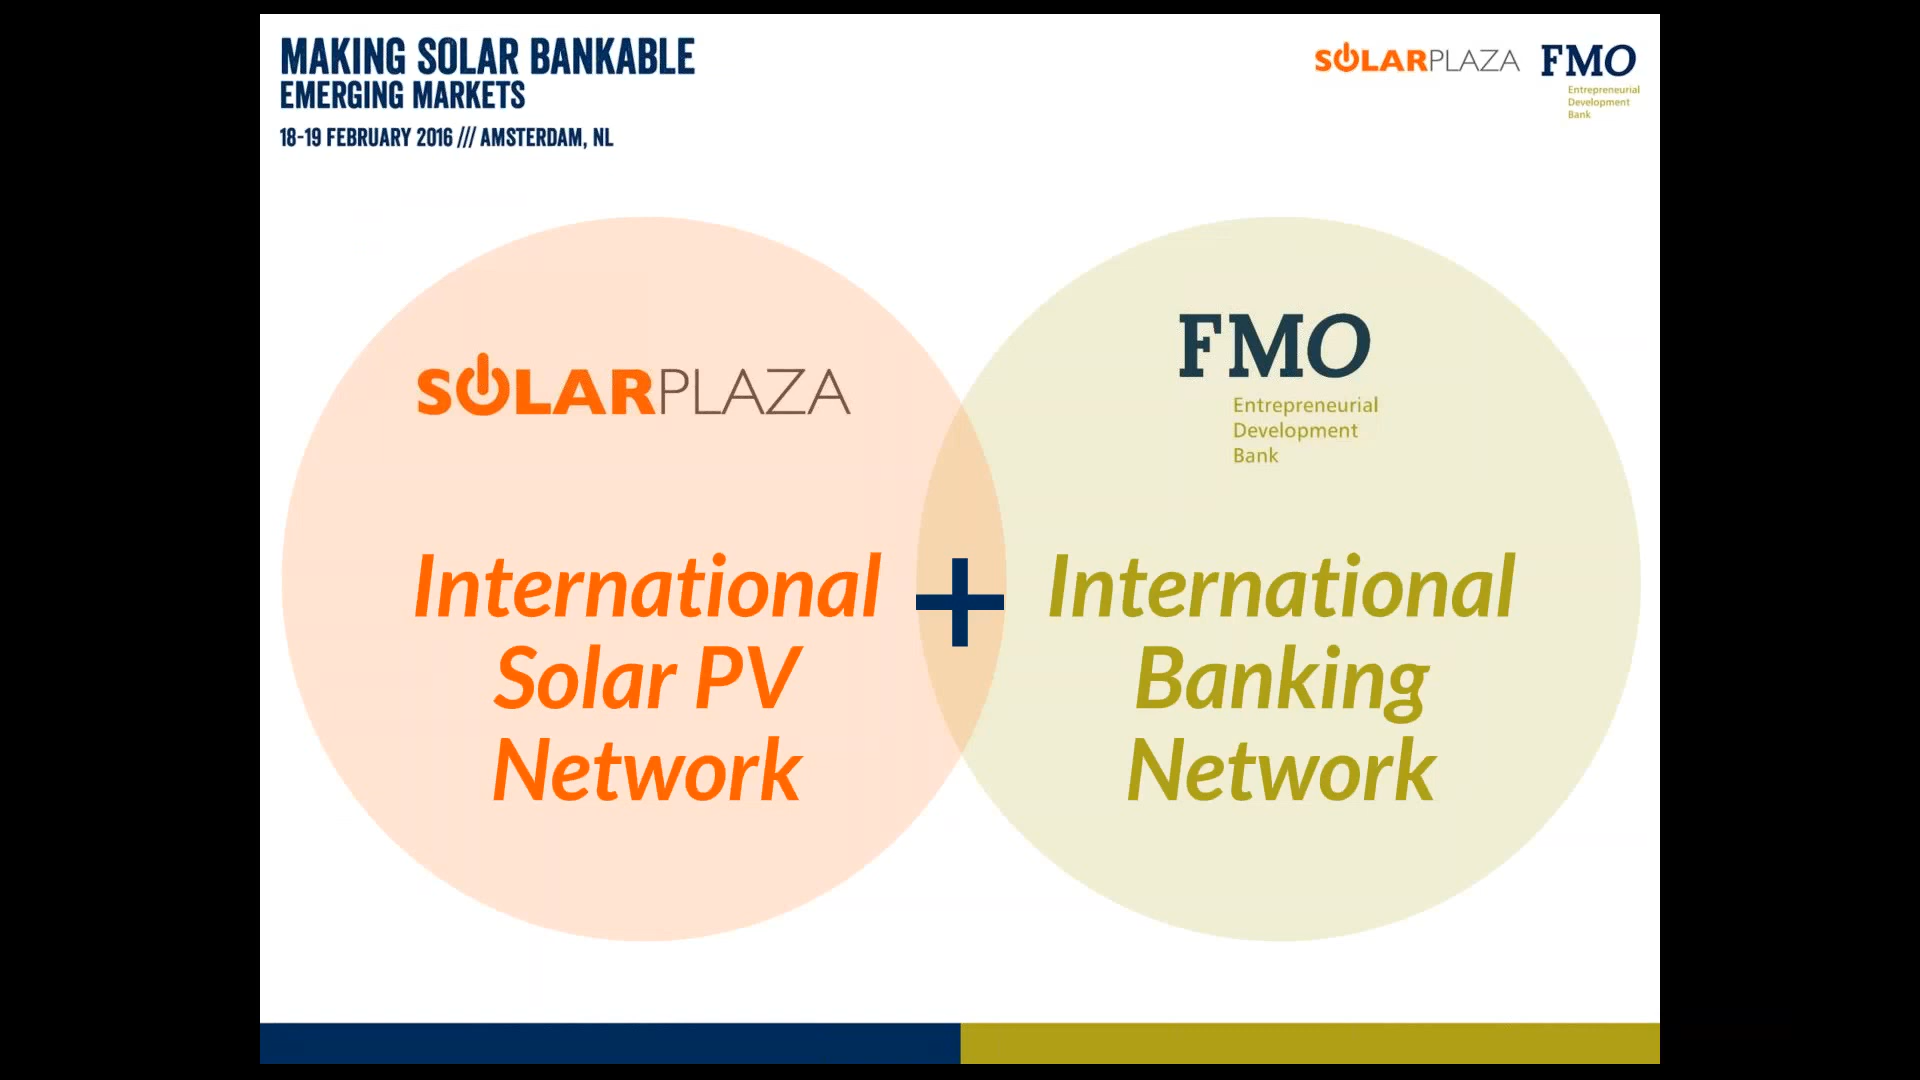 MAKING SOLAR BANKABLE
EMERGING MARKETS
18-19 FEBRUARY 2016 /// AMSTERDAM, NL
SOLARPLAZA
FMO
Entrepreneurial
Development
Bank
SOLARPLAZA
International
Solar PV
Network
+
FMO
Entrepreneurial
Development
Bank
International
Banking
Network